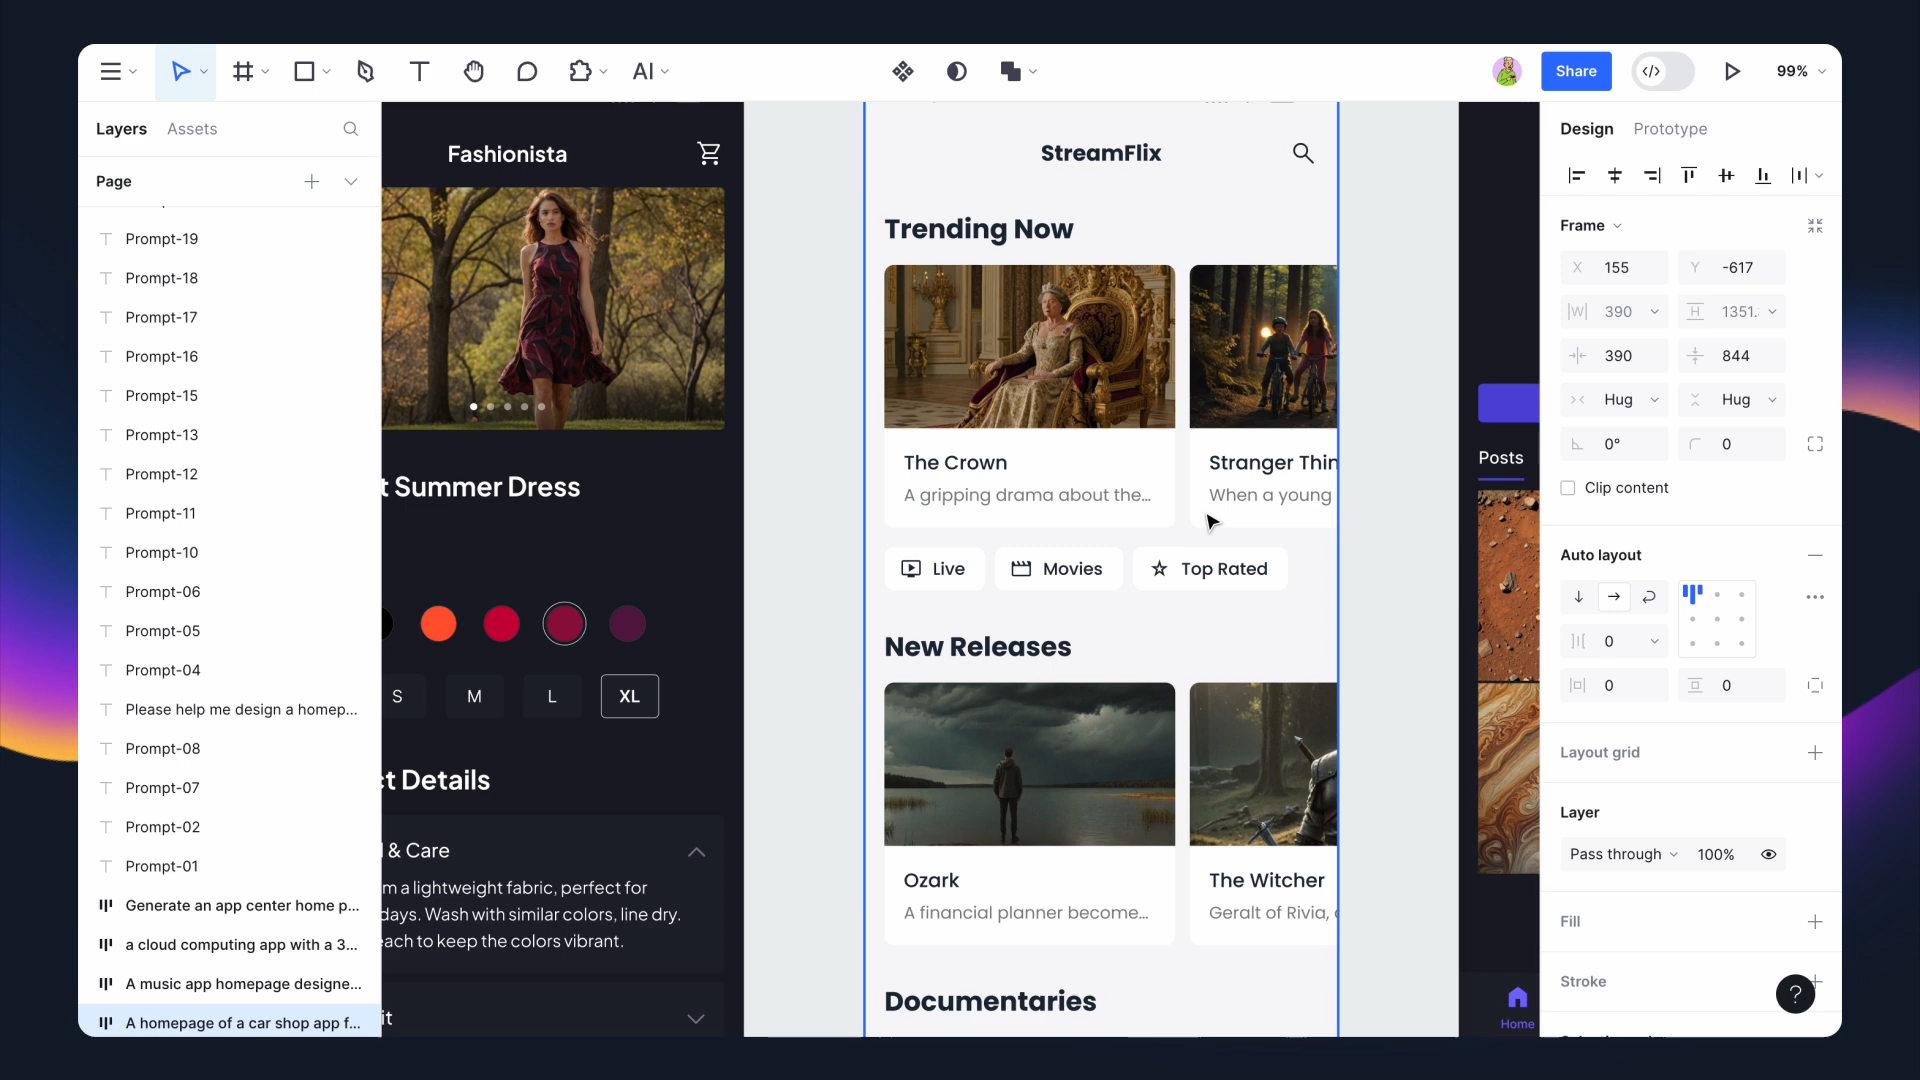 AI
Share
99%
Layers
Assets
Page
Prompt-19
Prompt-18
Prompt-17
Prompt-16
Prompt-15
Prompt-13
Prompt-12
Prompt-11
Prompt-10
Prompt-06
Prompt-05
Prompt-04
Please help me design a homep...
Prompt-08
Prompt-07
Prompt-02
Prompt-01
Generate an app center home p...
a cloud computing app with a 3...
A music app homepage designe...
A homepage of a car shop app f...
Fashionista
t Summer Dress
S
M
L
XL
ct Details
& Care
m a lightweight fabric, perfect for
days. Wash with similar colors, line dry.
each to keep the colors vibrant.
it
StreamFlix
Trending Now
The Crown
A gripping drama about the...
Stranger Thin
When a young
Live
Movies
Top Rated
New Releases
Ozark
A financial planner become...
The Witcher
Geralt of Rivia,
Documentaries
Posts
Home
Design
Prototype
Frame
X 155
Y -617
W 390
H 1351.
390
844
Hug
Hug
0°
0
Clip content
Auto layout
0
0
0
Layout grid
Layer
Pass through
100%
Fill
Stroke
?